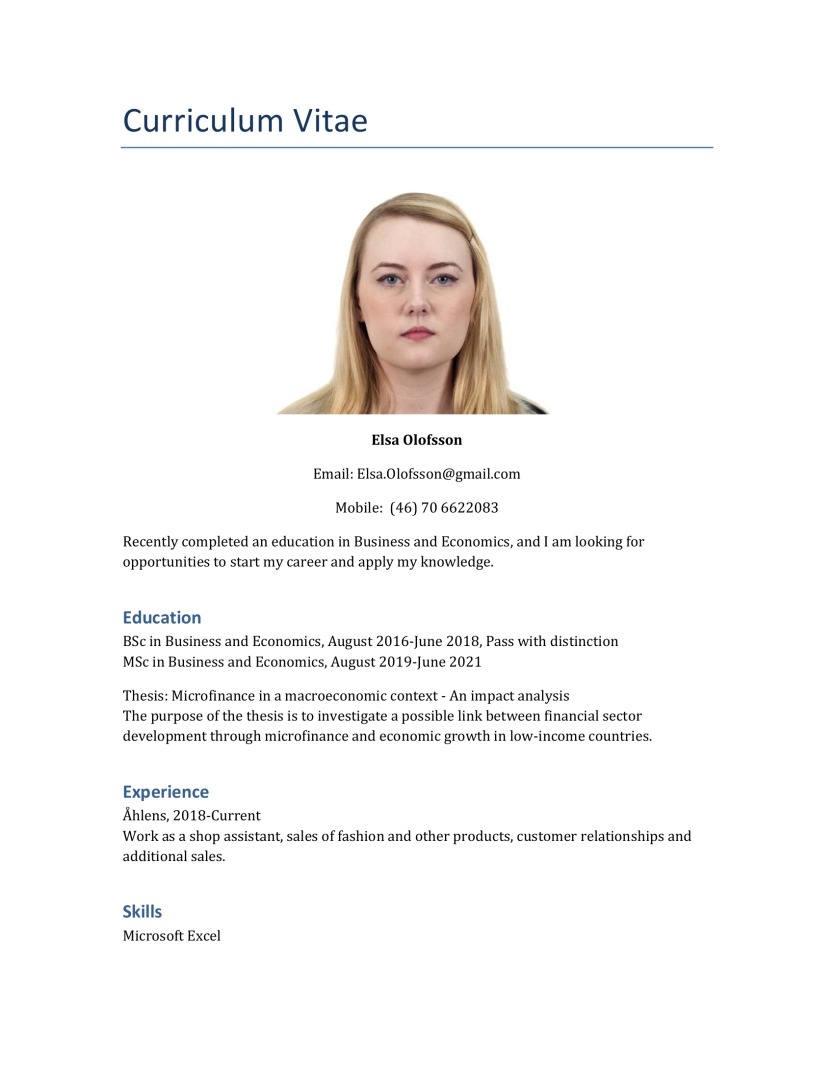 Curriculum Vitae
Elsa Olofsson
Email: Elsa.Olofsson@gmail.com
Mobile:  (46) 70 6622083
Recently completed an education in Business and Economics, and I am looking for
opportunities to start my career and apply my knowledge.
Education
BSc in Business and Economics, August 2016-June 2018, Pass with distinction
MSc in Business and Economics, August 2019-June 2021
Thesis: Microfinance in a macroeconomic context - An impact analysis
The purpose of the thesis is to investigate a possible link between financial sector
development through microfinance and economic growth in low-income countries.
Experience
Åhlens, 2018-Current
Work as a shop assistant, sales of fashion and other products, customer relationships and
additional sales.
Skills
Microsoft Excel